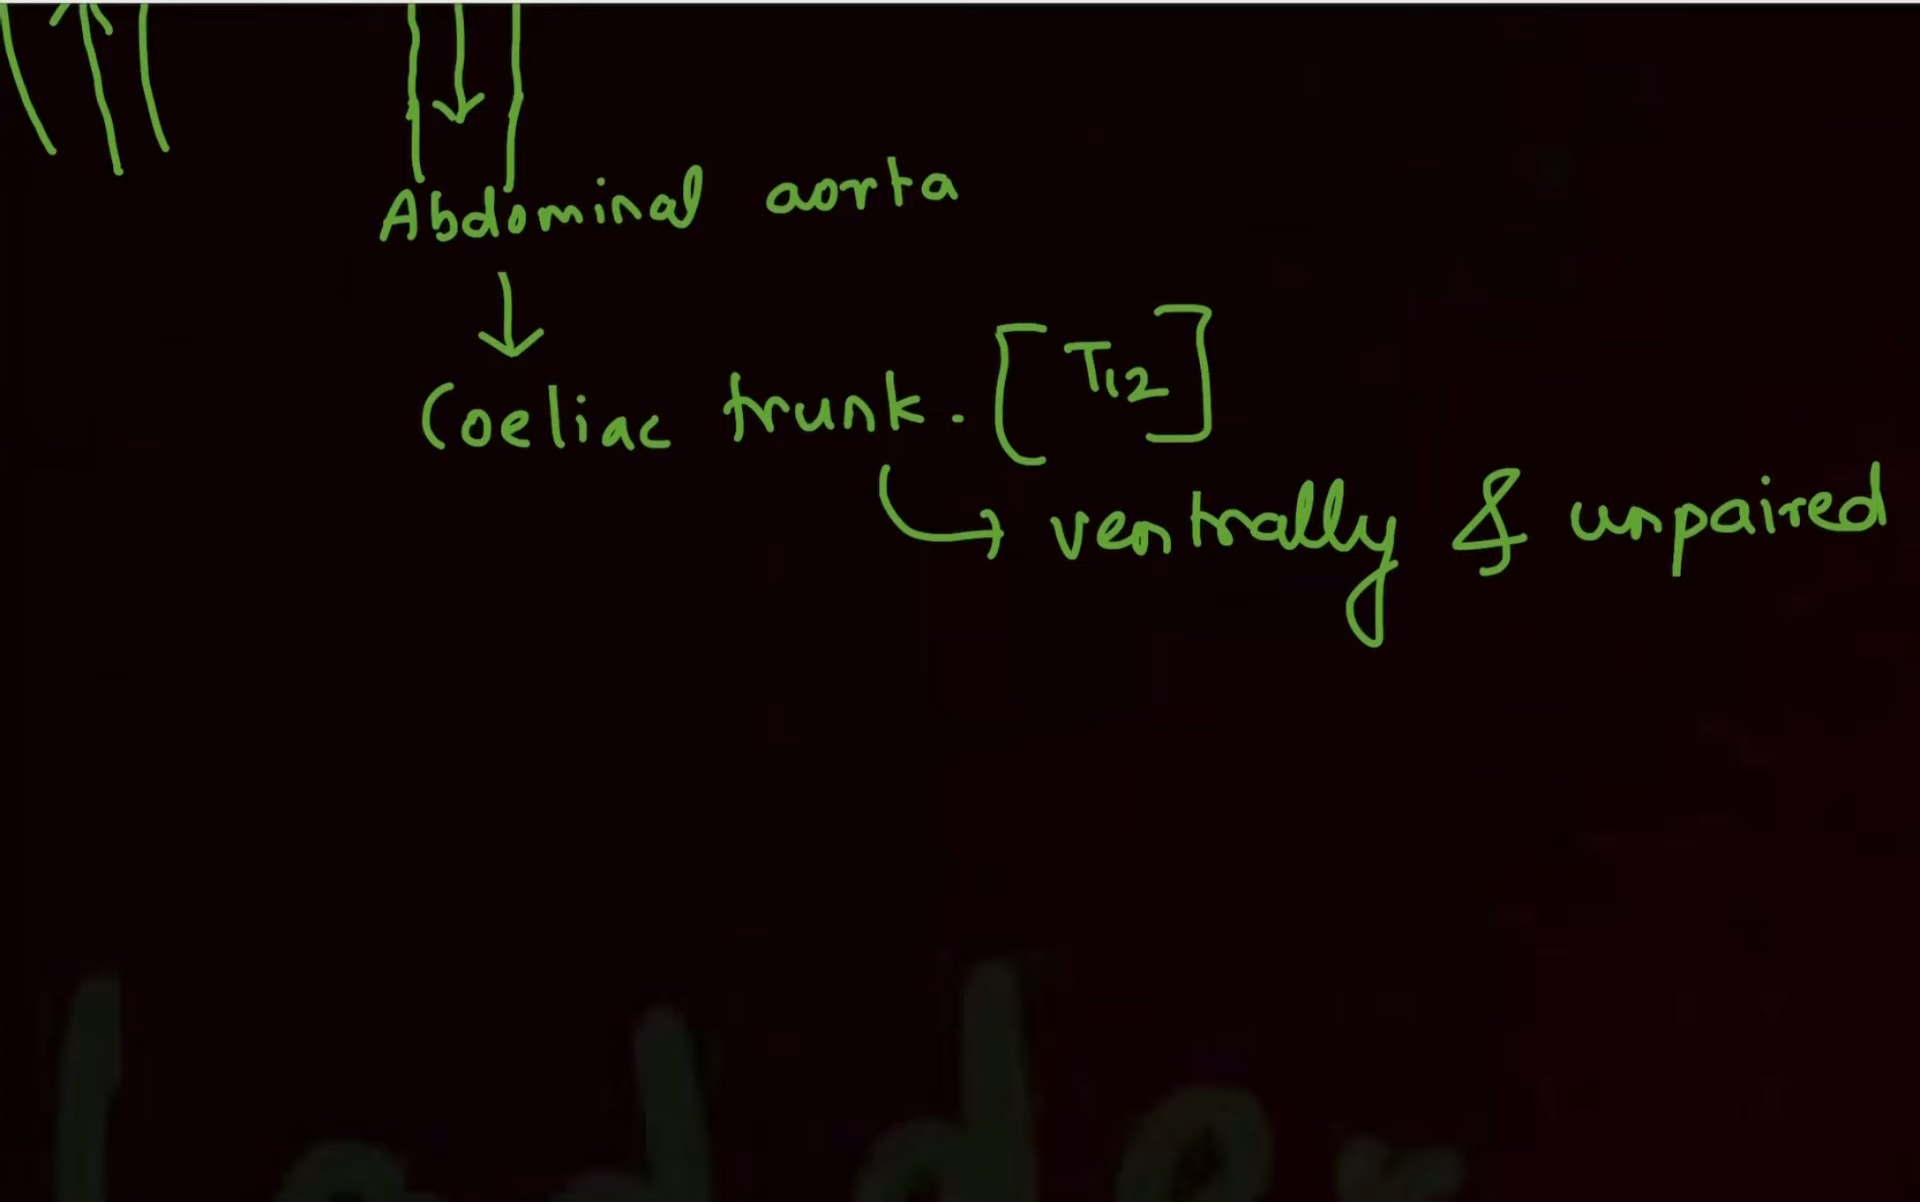 Abdominal aorta
↓
Coeliac trunk. [T12]
↳ ventrally & unpaired